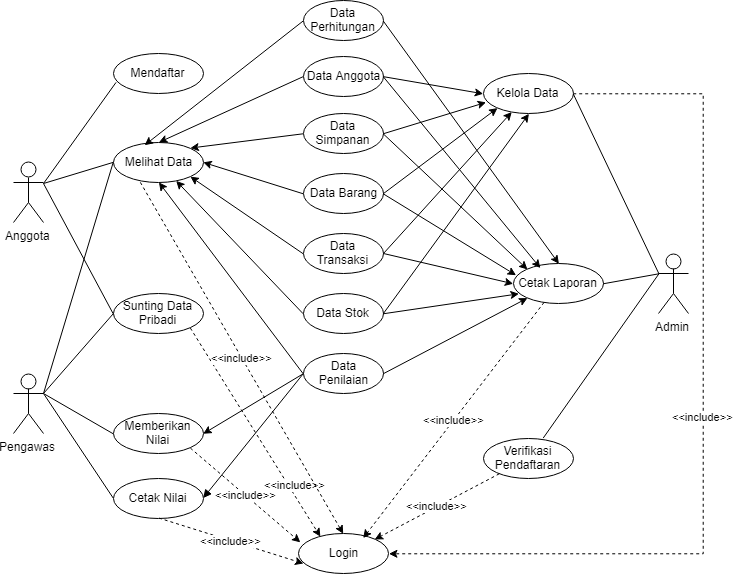 Data
Perhitungan
Mendaftar
Data Anggota
Kelola Data
Data
Simpanan
Melihat Data
Data Barang
Anggota
Data
Transaksi
Cetak Laporan
Sunting Data
Pribadi
Data Stok
Admin
<<include>>
Data
Penilaian
Pengawas
Memberikan
Nilai
<<include>>
<<include>>
Verifikasi
Pendaftaran
Cetak Nilai
<<include>>
<<include>>
<<include>>
<<include>>
Login